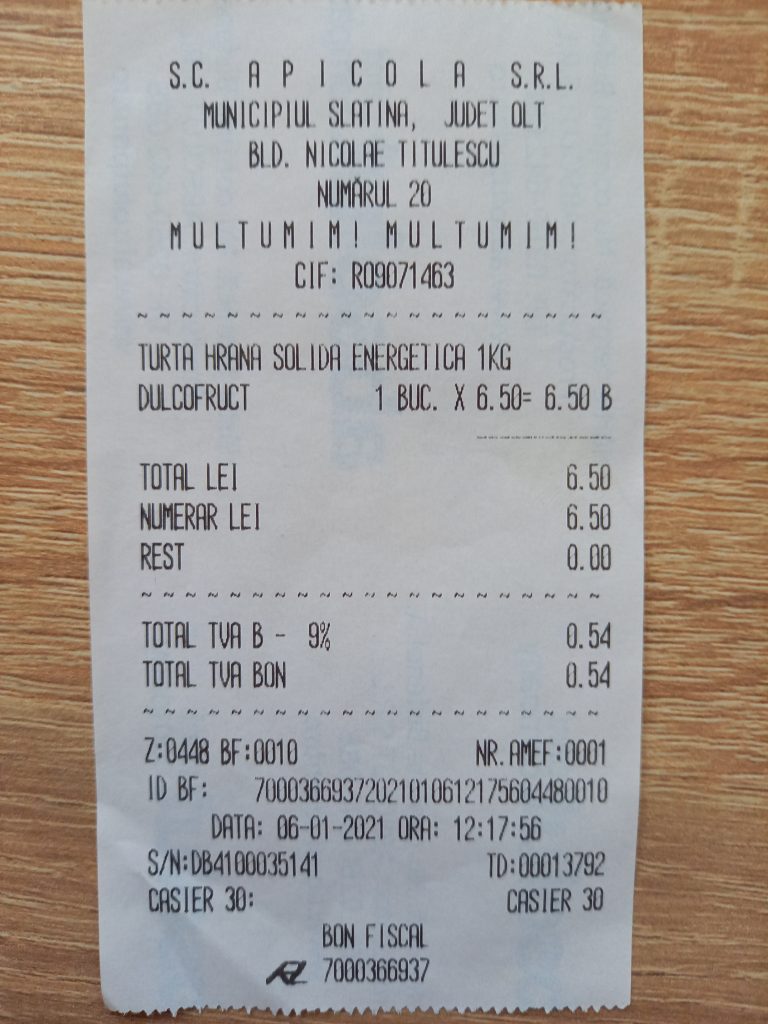 S.C. A P I C O L A S.R.L.
MUNICIPIUL SLATINA, JUDET OLT
BLD. NICOLAE TITULESCU
NUMĂRUL 20
M U L T U M I M ! M U L T U M I M !
CIF: RO9071463
~ ~ ~ ~ ~ ~ ~ ~ ~ ~ ~ ~ ~ ~ ~ ~ ~ ~ ~ ~ ~
TURTA HRANA SOLIDA ENERGETICA 1KG
DULCOFRUCT 1 BUC. X 6.50= 6.50 B
TOTAL LEI 6.50
NUMERAR LEI 6.50
REST 0.00
~ ~ ~ ~ ~ ~ ~ ~ ~ ~ ~ ~ ~ ~ ~ ~ ~ ~ ~ ~ ~
TOTAL TVA B - 9% 0.54
TOTAL TVA BON 0.54
~ ~ ~ ~ ~ ~ ~ ~ ~ ~ ~ ~ ~ ~ ~ ~ ~ ~ ~ ~ ~
Z:0448 BF:0010 NR.AMEF:0001
ID BF: 70003669372021010612175604480010
DATA: 06-01-2021 ORA: 12:17:56
S/N:DB4100035141 TD:00013792
CASIER 30: CASIER 30
BON FISCAL
7000366937